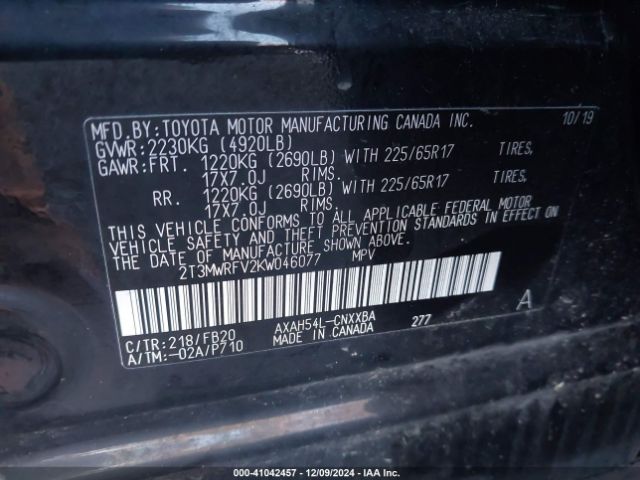 MFD.BY:TOYOTA MOTOR MANUFACTURING CANADA INC. 10/19
GVWR:2230KG (4920LB)
GAWR:FRT. 1220KG (2690LB) WITH 225/65R17 TIRES,
17X7.0J RIMS.
RR. 1220KG (2690LB) WITH 225/65R17 TIRES,
17X7.0J RIMS.
THIS VEHICLE CONFORMS TO ALL APPLICABLE FEDERAL MOTOR
VEHICLE SAFETY AND THEFT PREVENTION STANDARDS IN EFFECT ON
THE DATE OF MANUFACTURE SHOWN ABOVE.
2T3MWRFV2KW046077 MPV
C/TR:218/FB20 AXAH54L-CNXXBA 277 A
A/TM:-02A/P710 MADE IN CANADA
000-41042457 - 12/09/2024 - IAA Inc.